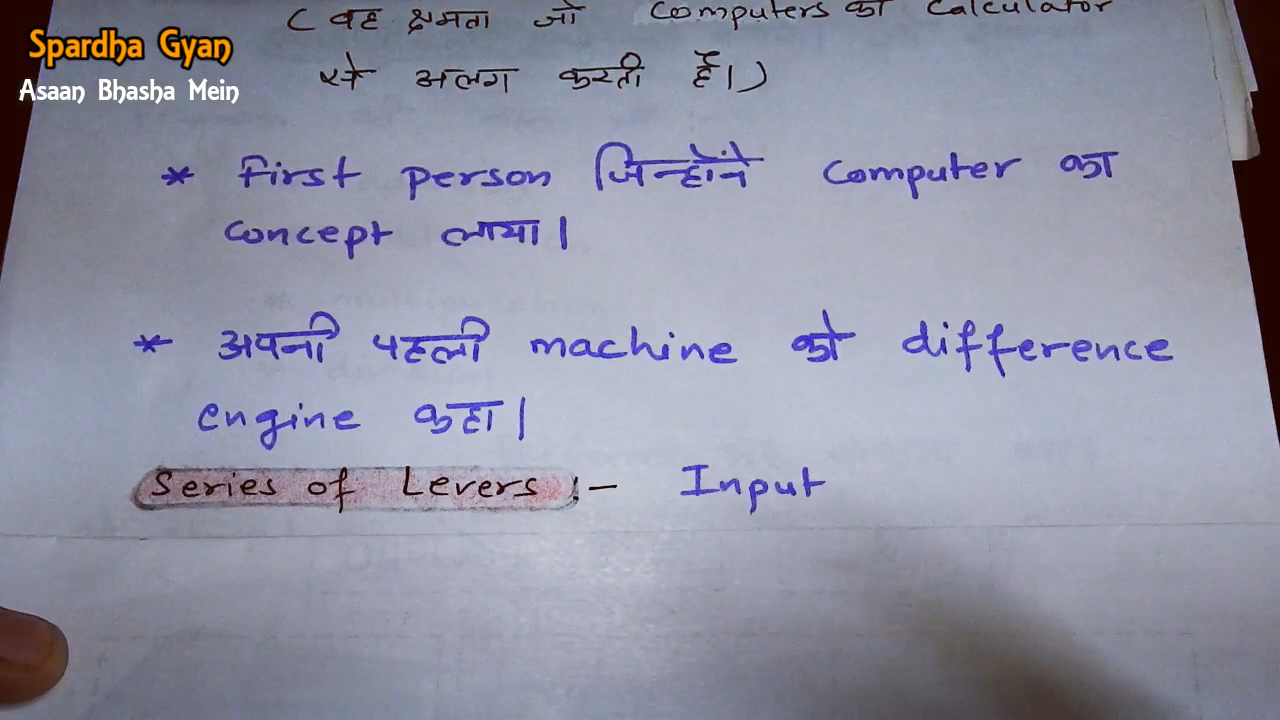 Spardha Gyan
Asaan Bhasha Mein
( वह क्षमता जो Computers को Calculator
से अलग करती है।)
* First person जिन्होंने Computer का
concept लाया।
* अपनी पहली machine को difference
engine कहा।
Series of Levers :- Input